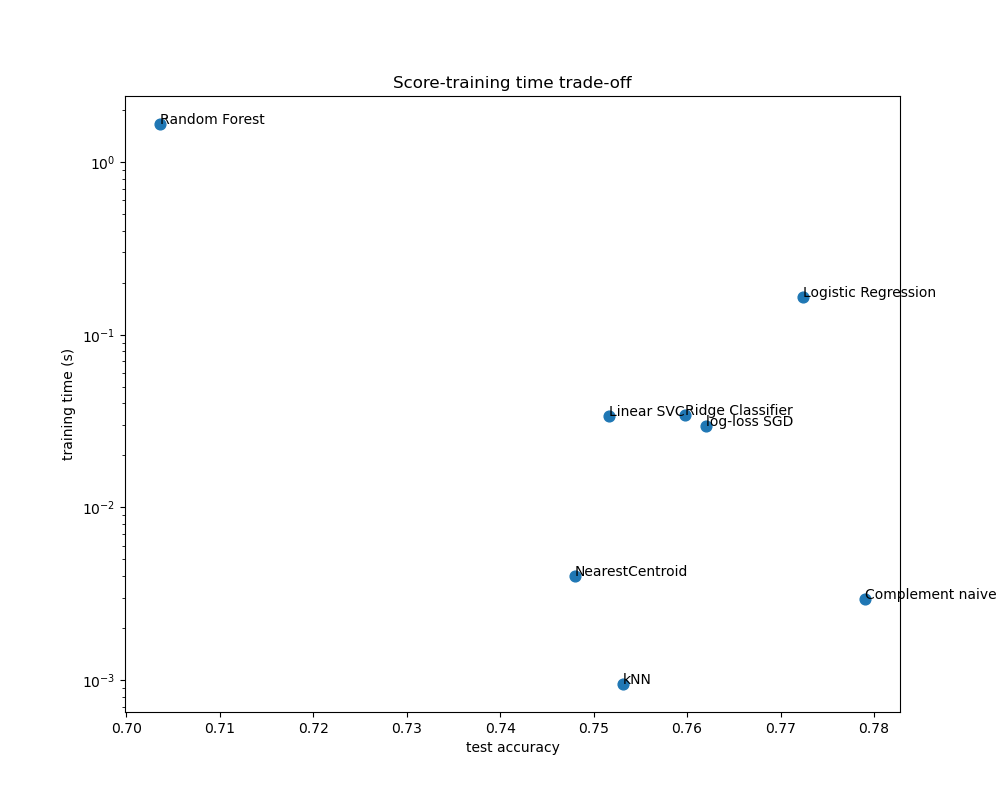 Score-training time trade-off
Random Forest
Logistic Regression
Linear SVC
Ridge Classifier
log-loss SGD
NearestCentroid
Complement naive
kNN
training time (s)
10^0
10^-1
10^-2
10^-3
0.70 0.71 0.72 0.73 0.74 0.75 0.76 0.77 0.78
test accuracy